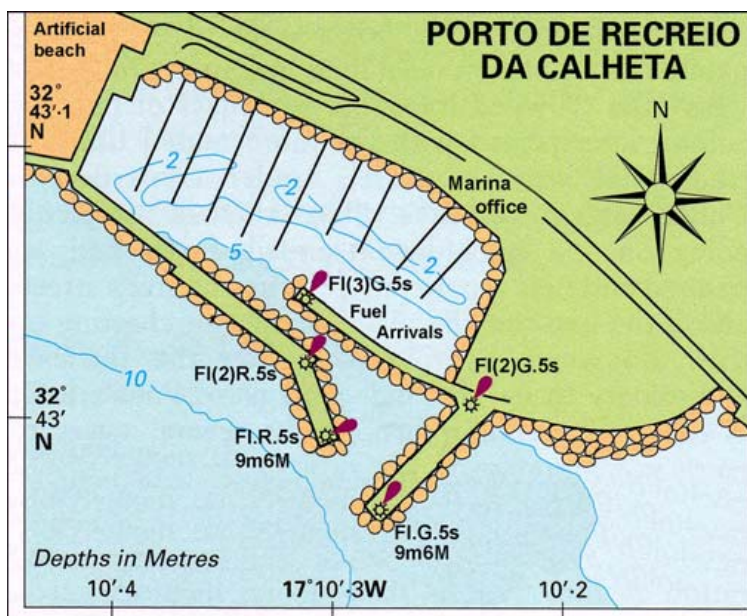 PORTO DE RECREIO
DA CALHETA
Artificial
beach
32°
43'·1
N
N
2
2
Marina
office
5
2
Fl(3)G.5s
Fuel
Arrivals
Fl(2)R.5s
Fl(2)G.5s
10
32°
43'
N
Fl.R.5s
9m6M
Fl.G.5s
9m6M
Depths in Metres
10'·4
17°10'·3W
10'·2